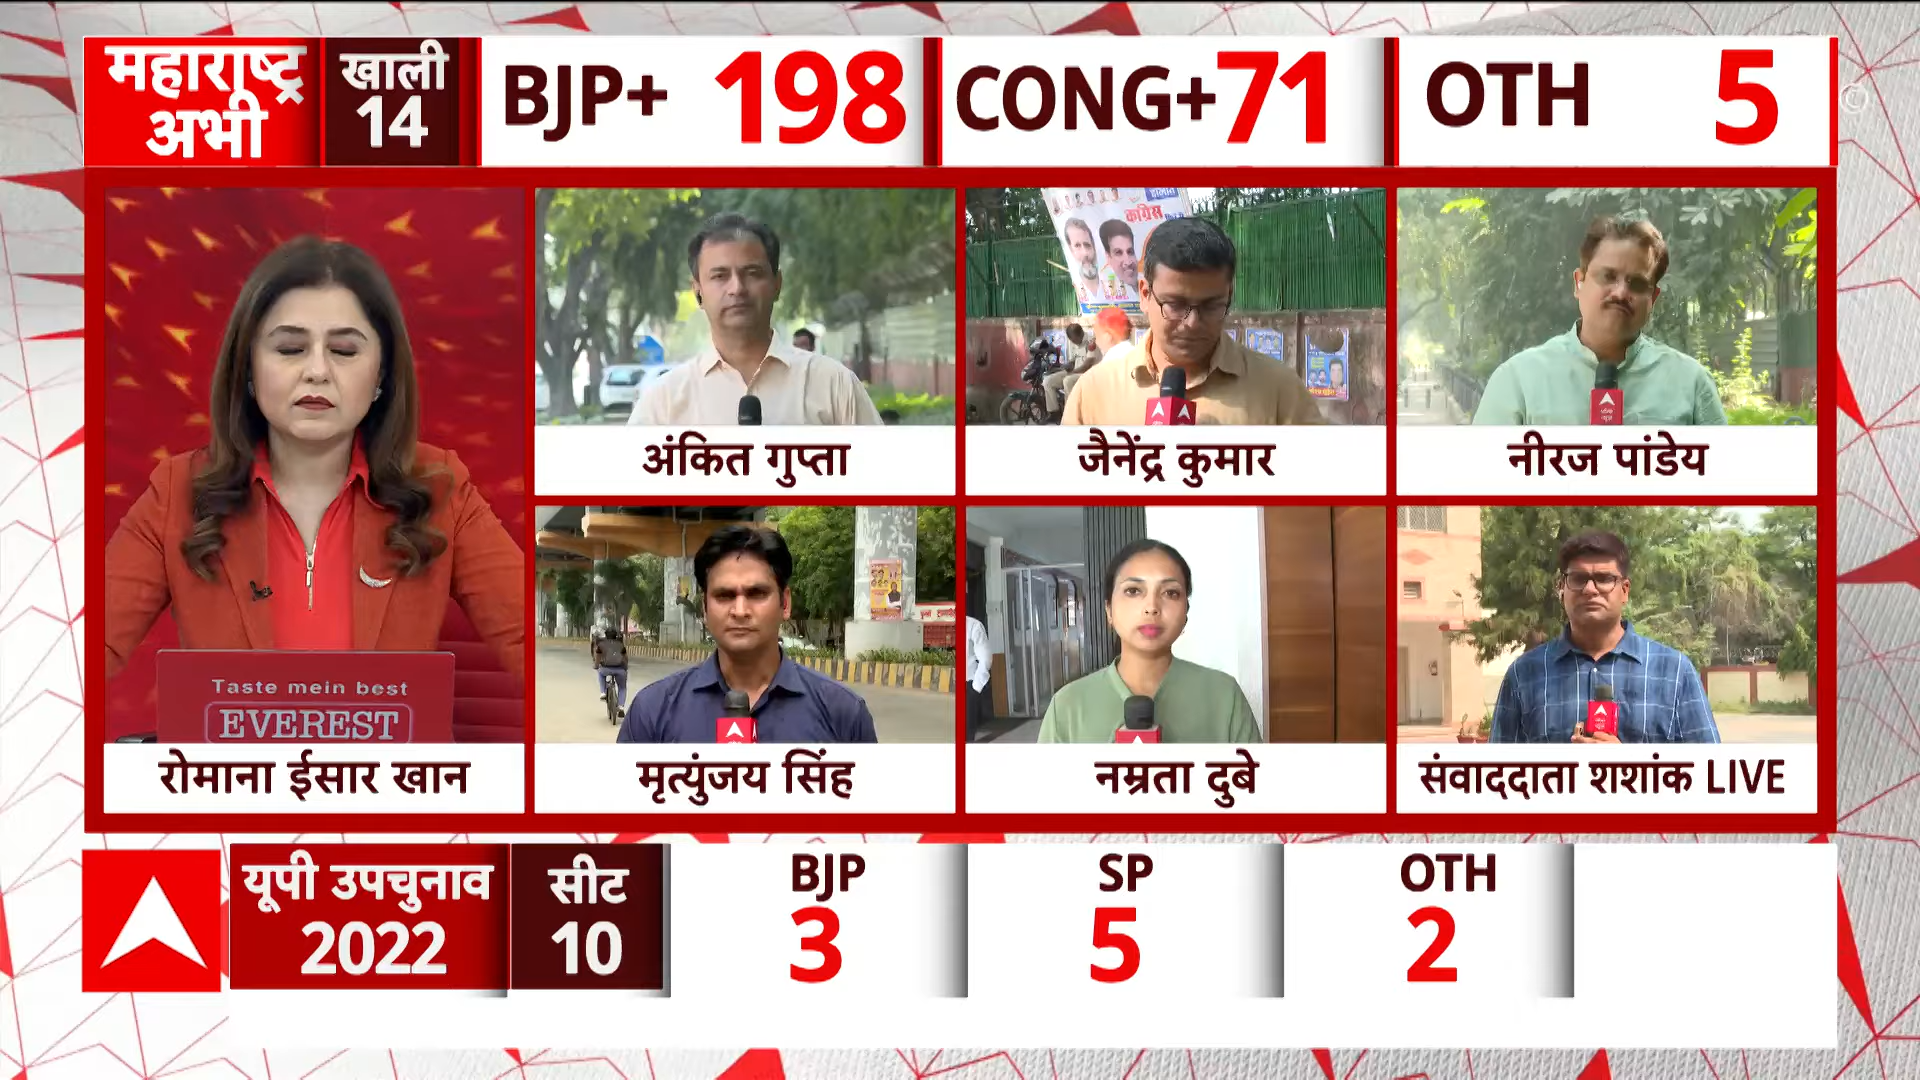 महाराष्ट्र
अभी
खाली
14
BJP+ 198
CONG+ 71
OTH 5
©
कांग्रेस
अंकित गुप्ता
जैनेंद्र कुमार
नीरज पांडेय
Taste mein best
EVEREST
रोमाना ईसार खान
मृत्युंजय सिंह
नम्रता दुबे
संवाददाता शशांक LIVE
यूपी उपचुनाव
2022
सीट
10
BJP
3
SP
5
OTH
2